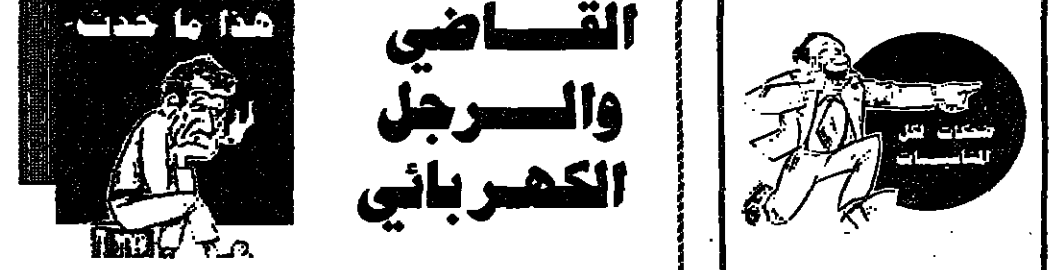 هذا ما حدث
القاضي
والرجل
الكهربائي
ضحكات لكل
المناسبات